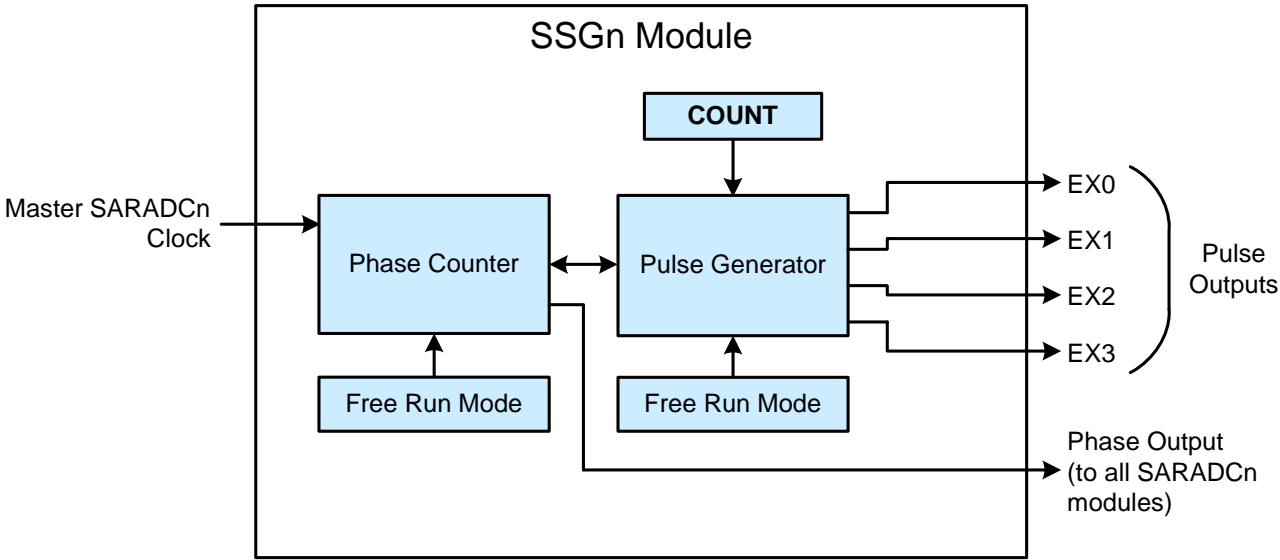 SSGn Module
COUNT
Master SARADCn
Clock
Phase Counter
Pulse Generator
EX0
EX1
EX2
EX3
Pulse
Outputs
Free Run Mode
Free Run Mode
Phase Output
(to all SARADCn
modules)